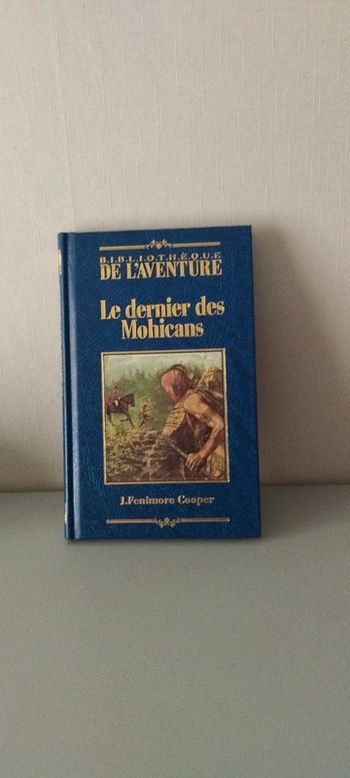 BIBLIOTHÈQUE
DE L'AVENTURE
Le dernier des
Mohicans
J.Fenimore Cooper